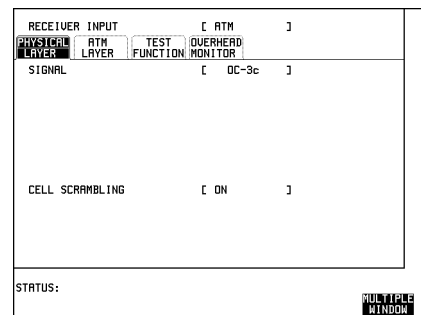 RECEIVER INPUT [ ATM ]
PHYSICAL LAYER ATM LAYER TEST FUNCTION OVERHEAD MONITOR
SIGNAL [ OC-3c ]
CELL SCRAMBLING [ ON ]
STATUS:
MULTIPLE WINDOW